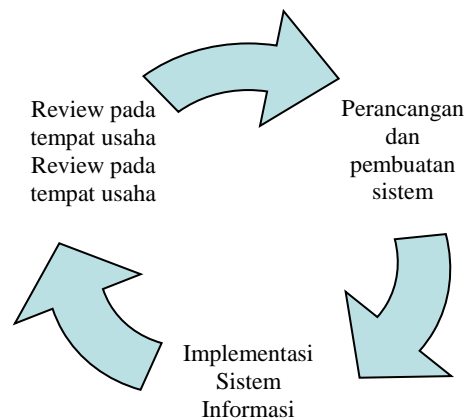 Review pada
tempat usaha
Review pada
tempat usaha
Perancangan
dan
pembuatan
sistem
Implementasi
Sistem
Informasi